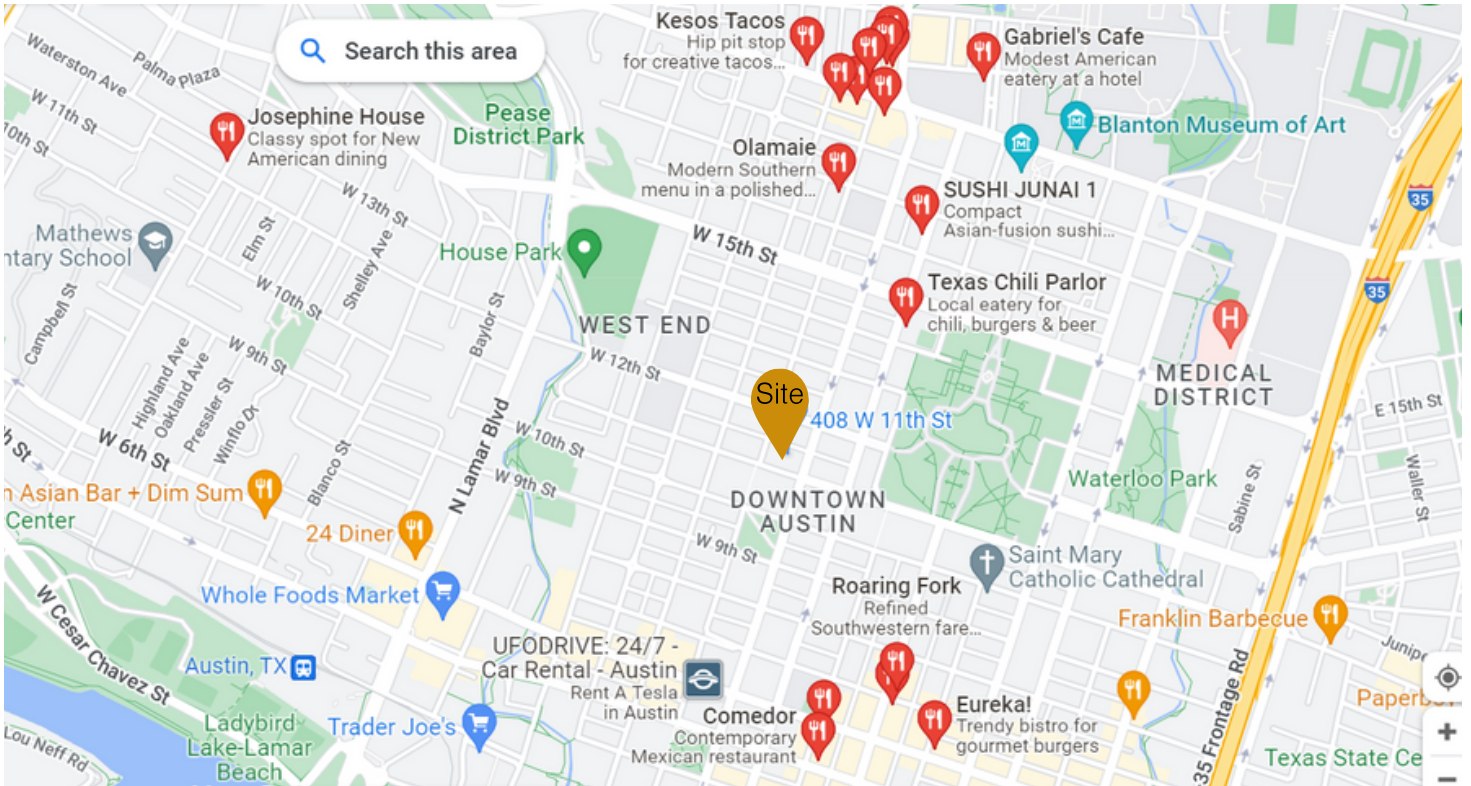 Search this area
Kesos Tacos
Hip pit stop
for creative tacos...
Gabriel's Cafe
Modest American
eatery at a hotel
Palma Plaza
Waterston Ave
W 11th St
10th St
Josephine House
Classy spot for New
American dining
Pease
District Park
Blanton Museum of Art
Olamaie
Modern Southern
menu in a polished...
SUSHI JUNAI 1
Compact
Asian-fusion sushi...
35
W 13th St
Mathews
ntary School
Elm St
Shelley Ave
House Park
W 15th St
Texas Chili Parlor
Local eatery for
chili, burgers & beer
35
W 10th St
Campbell St
Baylor St
WEST END
H
W 9th St
Highland Ave
Oakland Ave
Pressler St
Winflo Dr
W 12th St
MEDICAL
DISTRICT
Site
408 W 11th St
E 15th St
W 6th St
N Lamar Blvd
W 10th St
W 9th St
Blanco St
Waterloo Park
Sabine St
Waller St
h St
n Asian Bar + Dim Sum
Center
24 Diner
DOWNTOWN
AUSTIN
W 9th St
Saint Mary
Catholic Cathedral
Whole Foods Market
Roaring Fork
Refined
Southwestern fare...
Franklin Barbecue
W Cesar Chavez St
UFODRIVE: 24/7 -
Car Rental - Austin
Rent A Tesla
in Austin
Austin, TX
Ladybird
Lake-Lamar
Beach
Lou Neff Rd
Trader Joe's
Comedor
Contemporary
Mexican restaurant
Eureka!
Trendy bistro for
gourmet burgers
-35 Frontage Rd
Junipe
Paperb
Texas State Ce